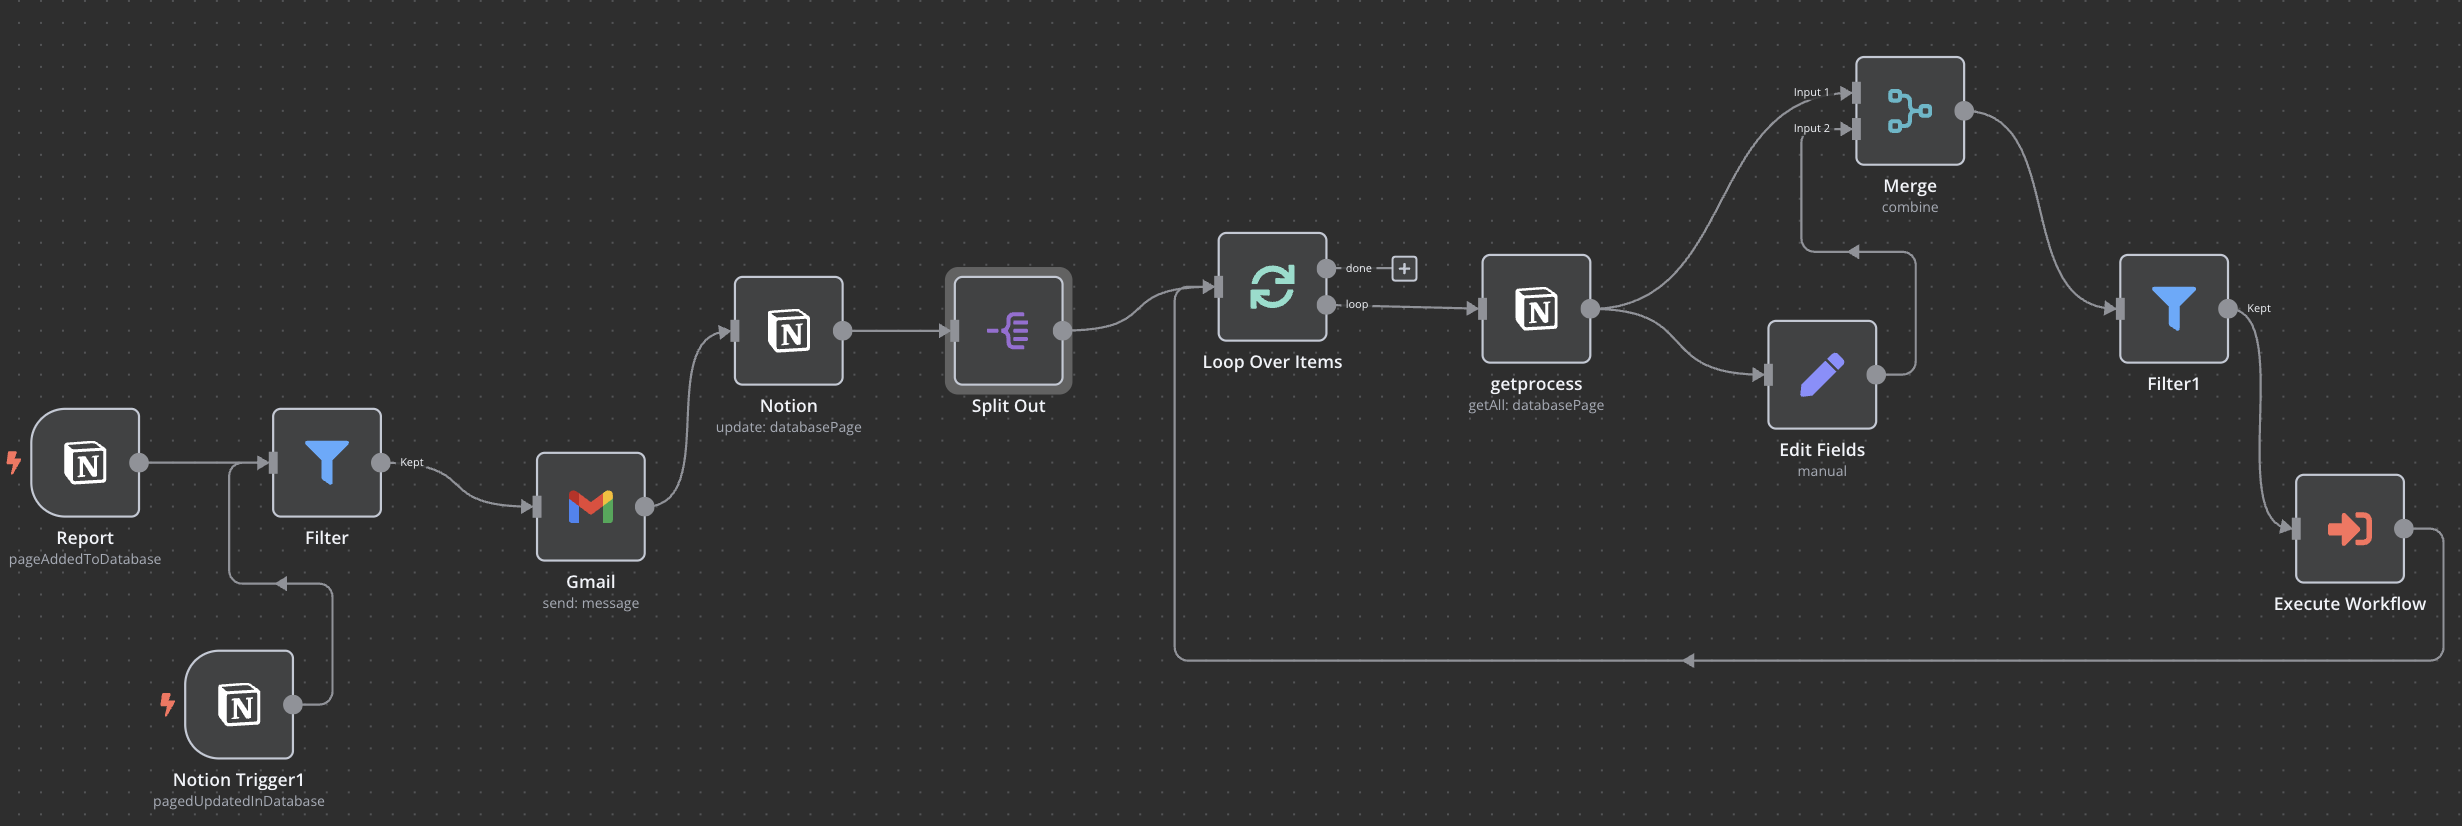 Input 1
Input 2
Merge
combine
done
loop
Kept
Loop Over Items
getprocess
getAll: databasePage
Filter1
Notion
update: databasePage
Split Out
Edit Fields
manual
Kept
Report
pageAddedToDatabase
Filter
Gmail
send: message
Execute Workflow
Notion Trigger1
pagedUpdatedInDatabase